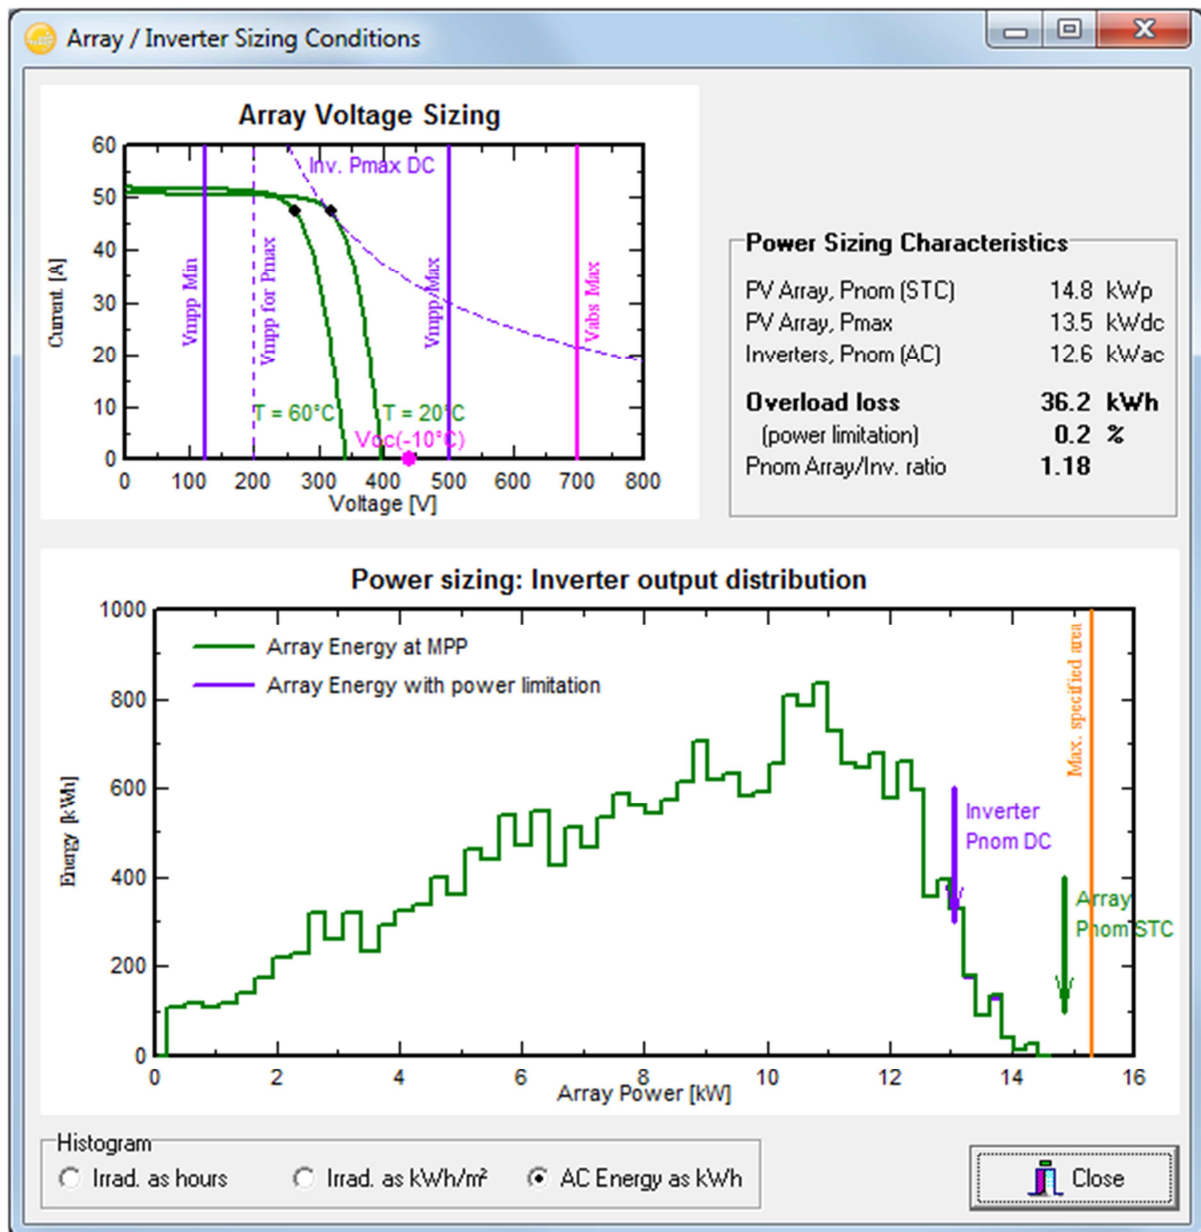 Array / Inverter Sizing Conditions
Array Voltage Sizing
60
50
40
30
20
10
0
Current [A]
Inv. Pmax DC
Vmpp Min
Vmpp for Pmax
Vmpp Max
Vabs Max
T = 60°C
T = 20°C
Voc(-10°C)
0 100 200 300 400 500 600 700 800
Voltage [V]
Power Sizing Characteristics
PV Array, Pnom (STC) 14.8 kWp
PV Array, Pmax 13.5 kWdc
Inverters, Pnom (AC) 12.6 kWac
Overload loss 36.2 kWh
(power limitation) 0.2 %
Pnom Array/Inv. ratio 1.18
Power sizing: Inverter output distribution
1000
800
600
400
200
0
Energy [kWh]
Array Energy at MPP
Array Energy with power limitation
Inverter
Pnom DC
Max. specified area
Array
Pnom STC
0 2 4 6 8 10 12 14 16
Array Power [kW]
Histogram
Irrad. as hours
Irrad. as kWh/m²
AC Energy as kWh
Close